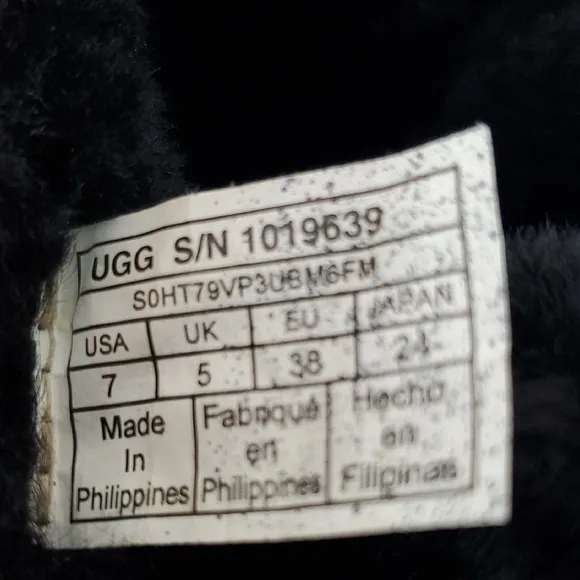 UGG S/N 1019639
S0HT79VP3UBM6FM
USA UK EU JAPAN
7 5 38 24
Made Fabriqué Hecho
In en en
Philippines Philippines Filipinas